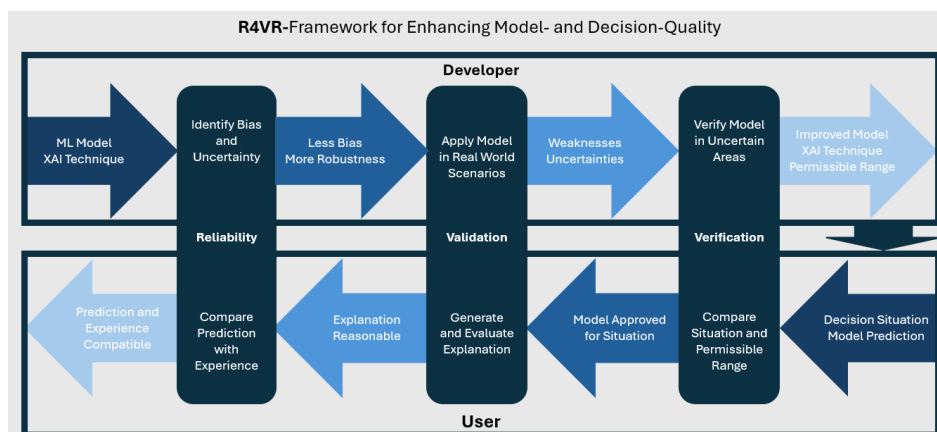 R4VR-Framework for Enhancing Model- and Decision-Quality
Developer
ML Model
XAI Technique
Identify Bias
and
Uncertainty
Less Bias
More Robustness
Apply Model
in Real World
Scenarios
Weaknesses
Uncertainties
Verify Model
in Uncertain
Areas
Improved Model
XAI Technique
Permissible Range
Reliability
Validation
Verification
Prediction and
Experience
Compatible
Compare
Prediction
with
Experience
Explanation
Reasonable
Generate
and Evaluate
Explanation
Model Approved
for Situation
Compare
Situation and
Permissible
Range
Decision Situation
Model Prediction
User